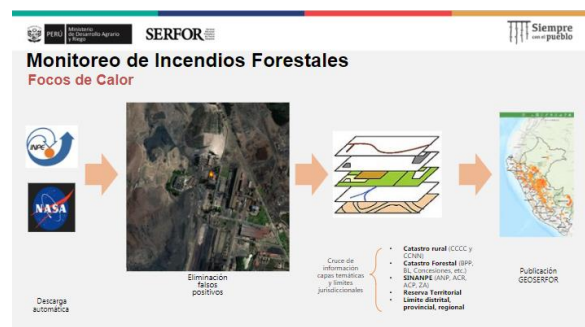 PERÚ
Ministerio
de Desarrollo Agrario
y Riego
SERFOR
Siempre
con el pueblo
Monitoreo de Incendios Forestales
Focos de Calor
INPE
NASA
Descarga
automática
Eliminación
falsos
positivos
Cruce de
información
capas temáticas
y límites
jurisdiccionales
• Catastro rural (CCCC y
CCNN)
• Catastro Forestal (BPP,
BL, Concesiones, etc.)
• SINANPE (ANP, ACR,
ACP, ZA)
• Reserva Territorial
• Límite distrital,
provincial, regional
Publicación
GEOSERFOR